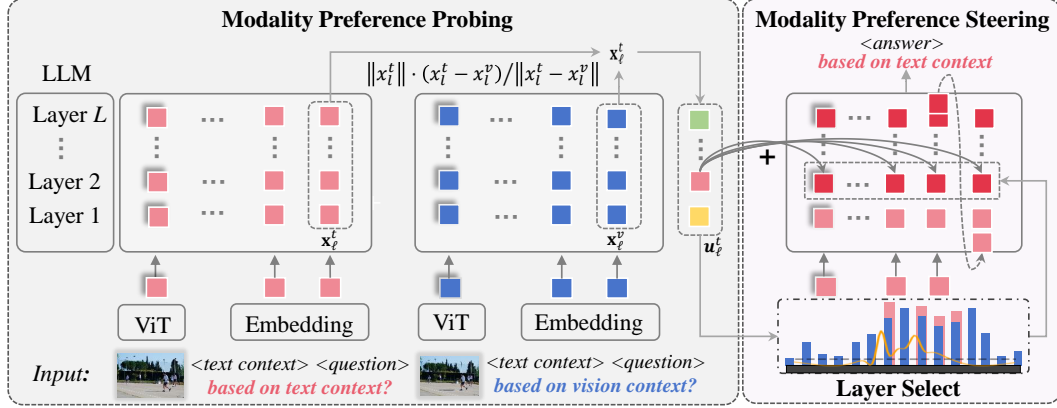 Modality Preference Probing
Modality Preference Steering
LLM
Layer L
Layer 2
Layer 1
‖x_l^t‖ · (x_l^t − x_l^v)/‖x_l^t − x_l^v‖
x_ℓ^t
x_ℓ^t
x_ℓ^v
u_ℓ^t
+
<answer>
based on text context
ViT
Embedding
ViT
Embedding
Input:
<text context> <question>
based on text context?
<text context> <question>
based on vision context?
Layer Select